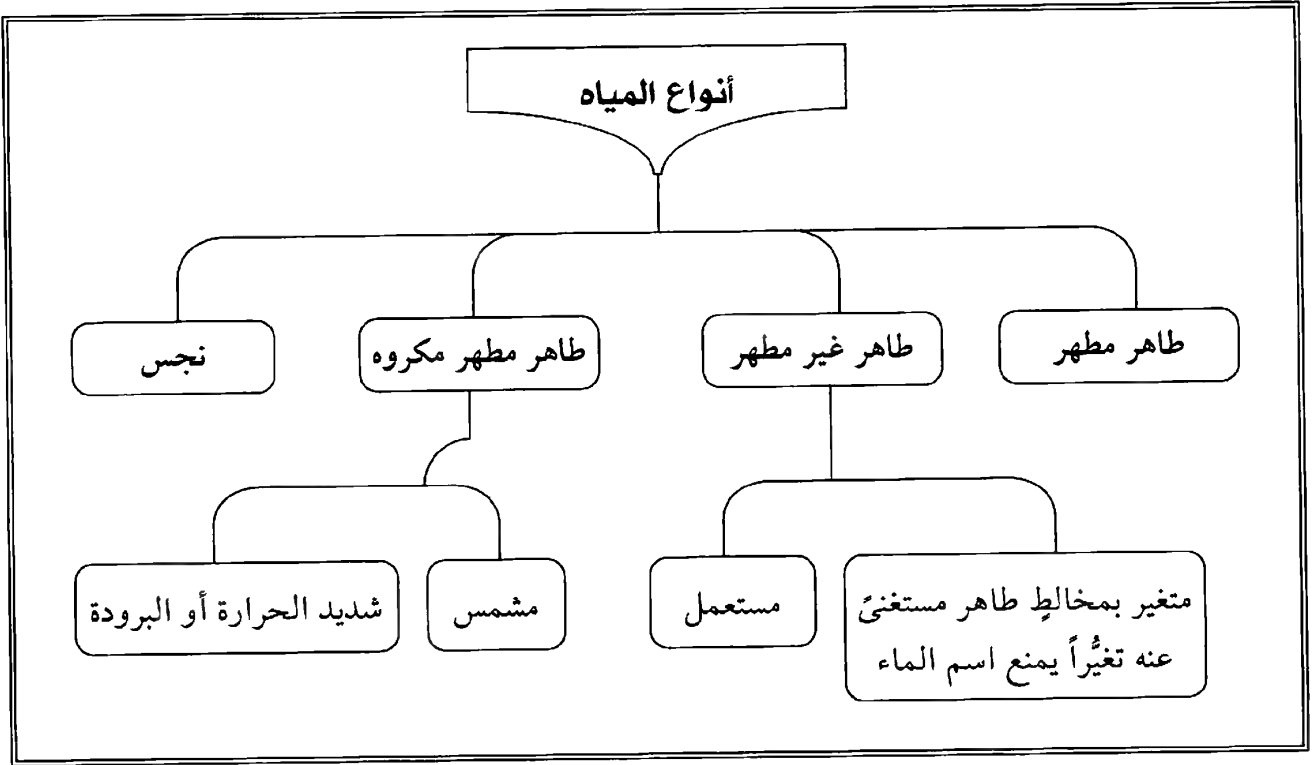 أنواع المياه
طاهر مطهر
طاهر غير مطهر
طاهر مطهر مكروه
نجس
متغير بمخالطٍ طاهر مستغنىً
عنه تغيُّراً يمنع اسم الماء
مستعمل
مشمس
شديد الحرارة أو البرودة